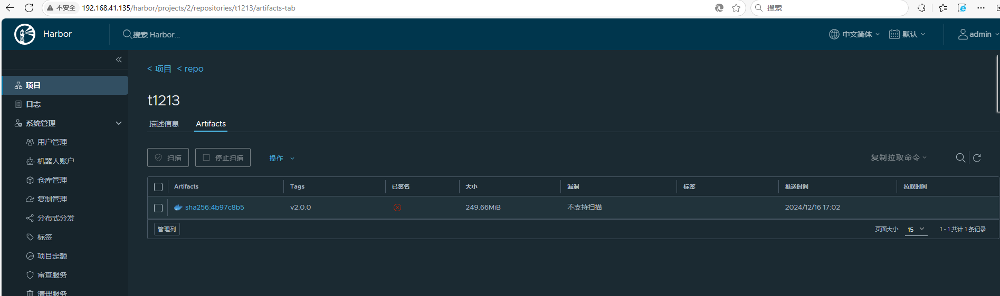 不安全 192.168.41.135/harbor/projects/2/repositories/t1213/artifacts-tab 搜索
Harbor 搜索 Harbor... 中文简体 默认 admin
项目
日志
系统管理
用户管理
机器人账户
仓库管理
复制管理
分布式分发
标签
项目定额
审查服务
清理服务
< 项目 < repo
t1213
描述信息 Artifacts
扫描 停止扫描 操作 复制拉取命令
Artifacts Tags 已签名 大小 漏洞 标签 推送时间 拉取时间
sha256:4b97c8b5 v2.0.0 249.66MiB 不支持扫描 2024/12/16 17:02
管理列 页面大小 15 1 - 1 共计 1 条记录